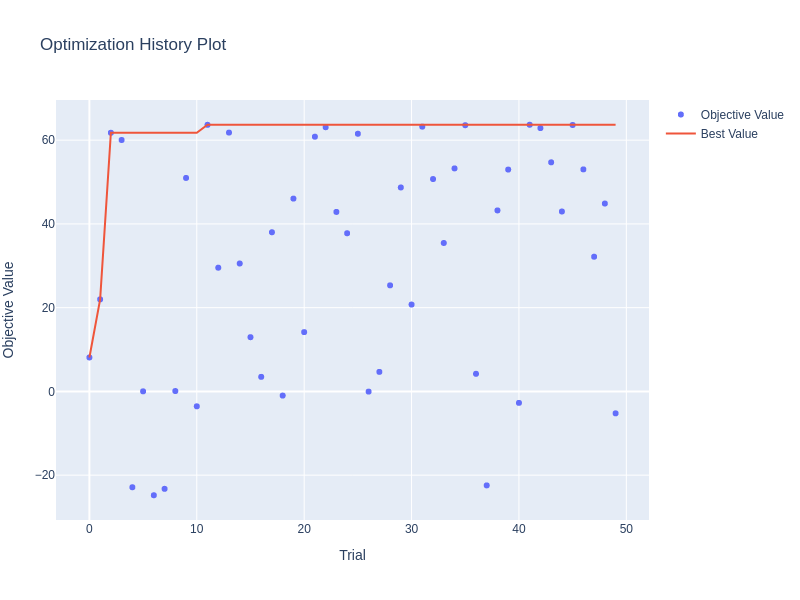 Optimization History Plot
Objective Value
Best Value
60
40
20
0
−20
0 10 20 30 40 50
Trial
Objective Value